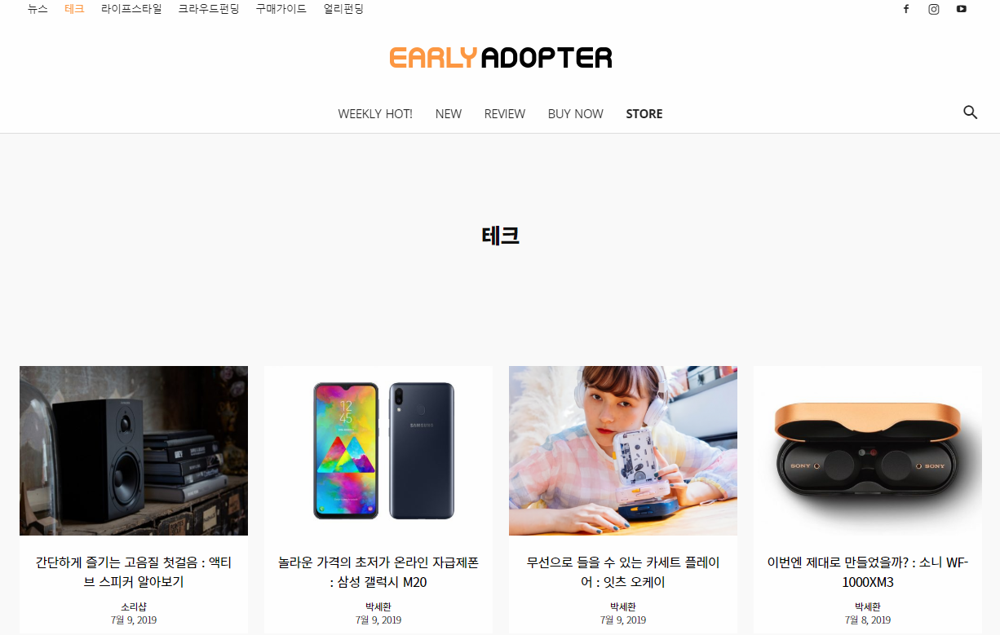 뉴스 테크 라이프스타일 크라우드펀딩 구매가이드 얼리펀딩
EARLY ADOPTER
WEEKLY HOT! NEW REVIEW BUY NOW STORE
테크
12
45
SAMSUNG
SONY SONY
간단하게 즐기는 고음질 첫걸음 : 액티
브 스피커 알아보기
소리샵
7월 9, 2019
놀라운 가격의 초저가 온라인 자급제폰
: 삼성 갤럭시 M20
박세환
7월 9, 2019
무선으로 들을 수 있는 카세트 플레이
어 : 잇츠 오케이
박세환
7월 9, 2019
이번엔 제대로 만들었을까? : 소니 WF-
1000XM3
박세환
7월 8, 2019